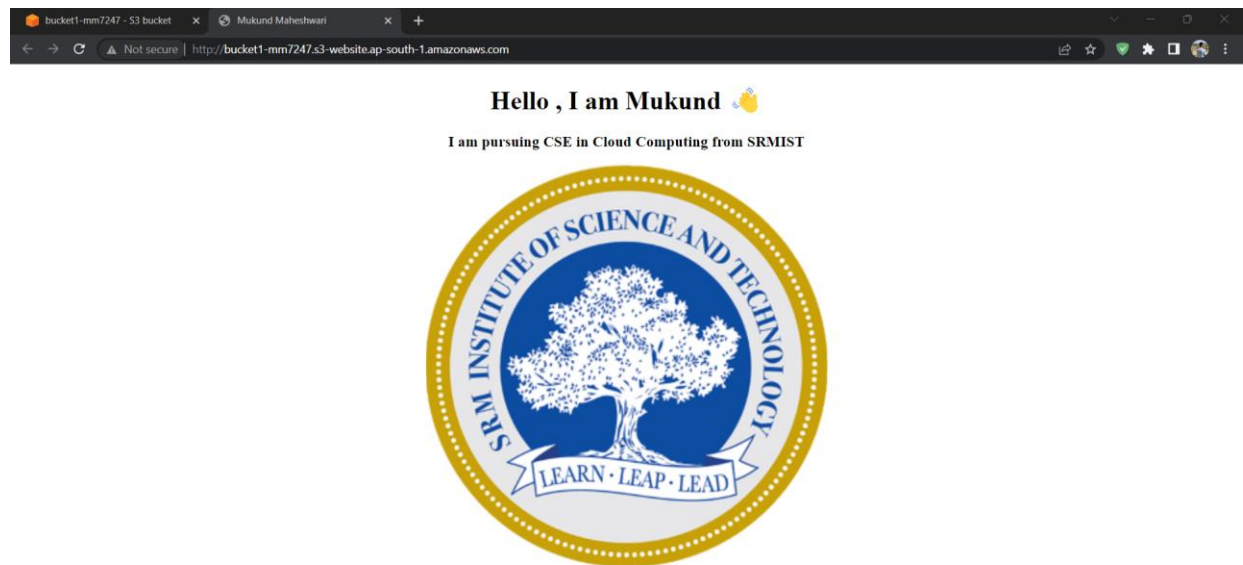 bucket1-mm7247 - S3 bucket
Mukund Maheshwari
Not secure | http://bucket1-mm7247.s3-website.ap-south-1.amazonaws.com
Hello , I am Mukund 👋
I am pursuing CSE in Cloud Computing from SRMIST
SRM INSTITUTE OF SCIENCE AND TECHNOLOGY
LEARN · LEAP · LEAD